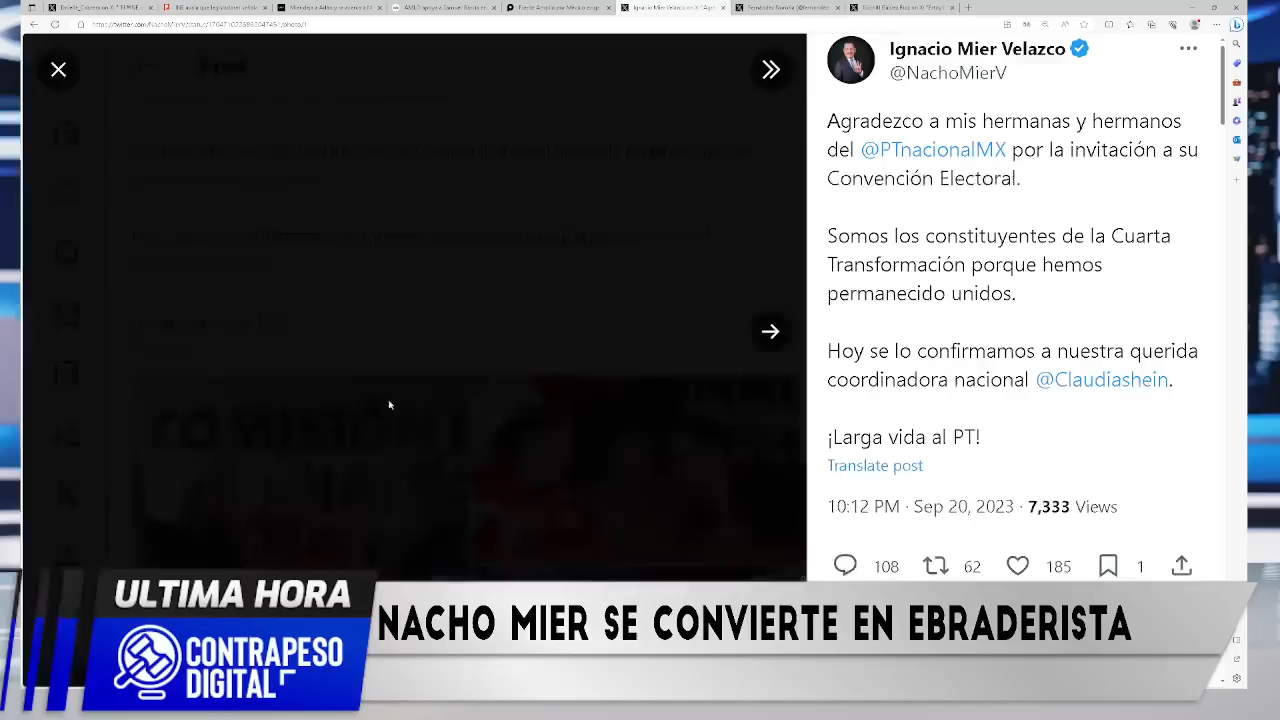 Ignacio Mier Velazco
@NachoMierV
Agradezco a mis hermanas y hermanos
del @PTnacionalMX por la invitación a su
Convención Electoral.
Somos los constituyentes de la Cuarta
Transformación porque hemos
permanecido unidos.
Hoy se lo confirmamos a nuestra querida
coordinadora nacional @Claudiashein.
¡Larga vida al PT!
Translate post
10:12 PM · Sep 20, 2023 · 7,333 Views
108 62 185 1
ULTIMA HORA
NACHO MIER SE CONVIERTE EN EBRADERISTA
CONTRAPESO
DIGITAL